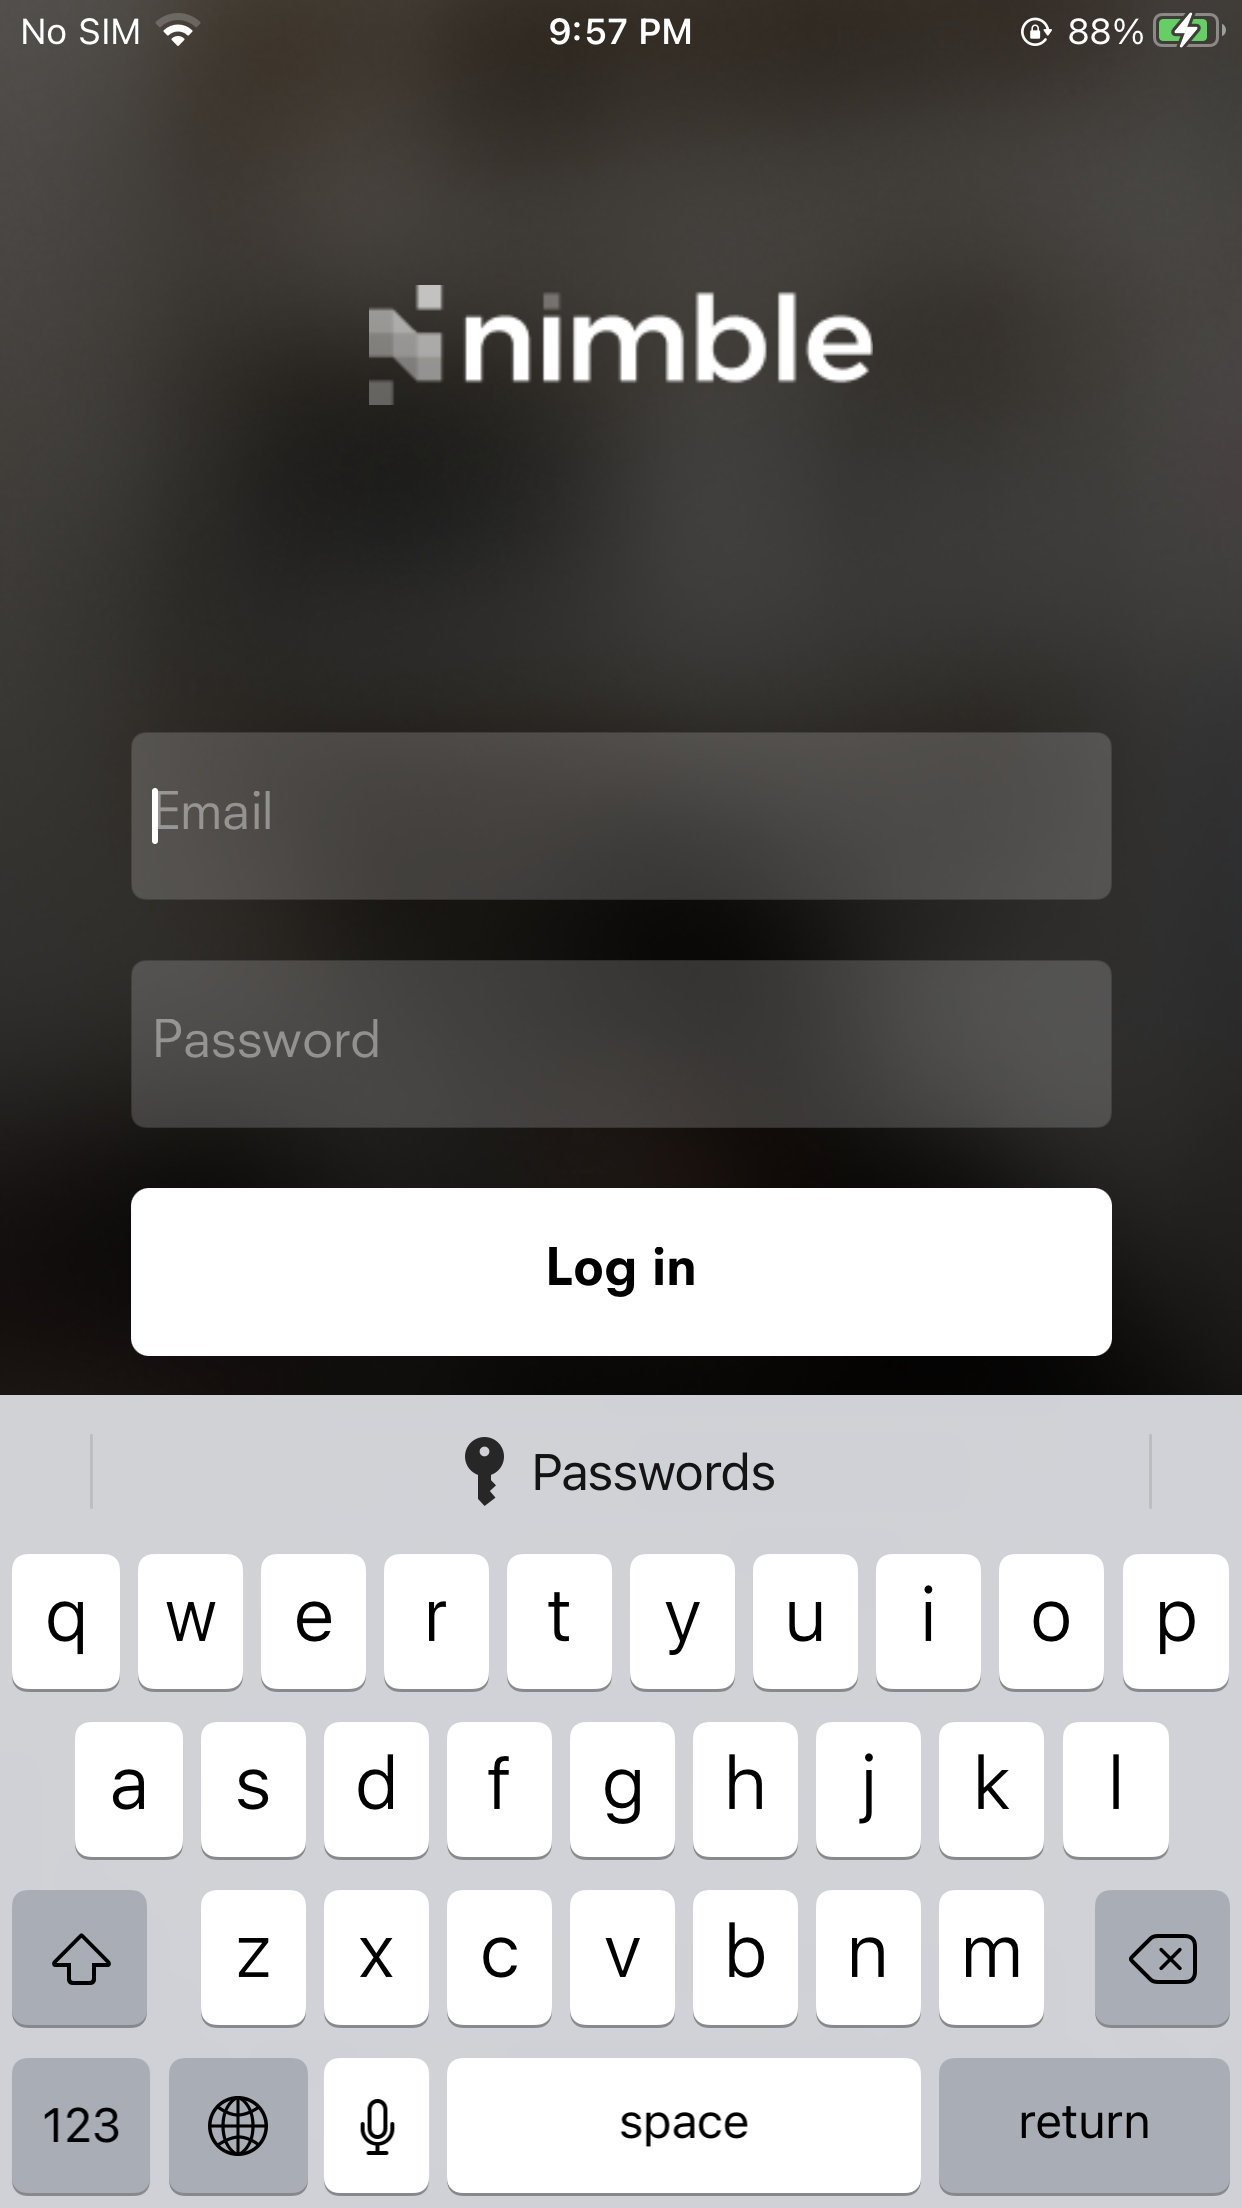 No SIM 9:57 PM 88%
nimble
Email
Password
Log in
Passwords
q w e r t y u i o p
a s d f g h j k l
z x c v b n m
123 space return